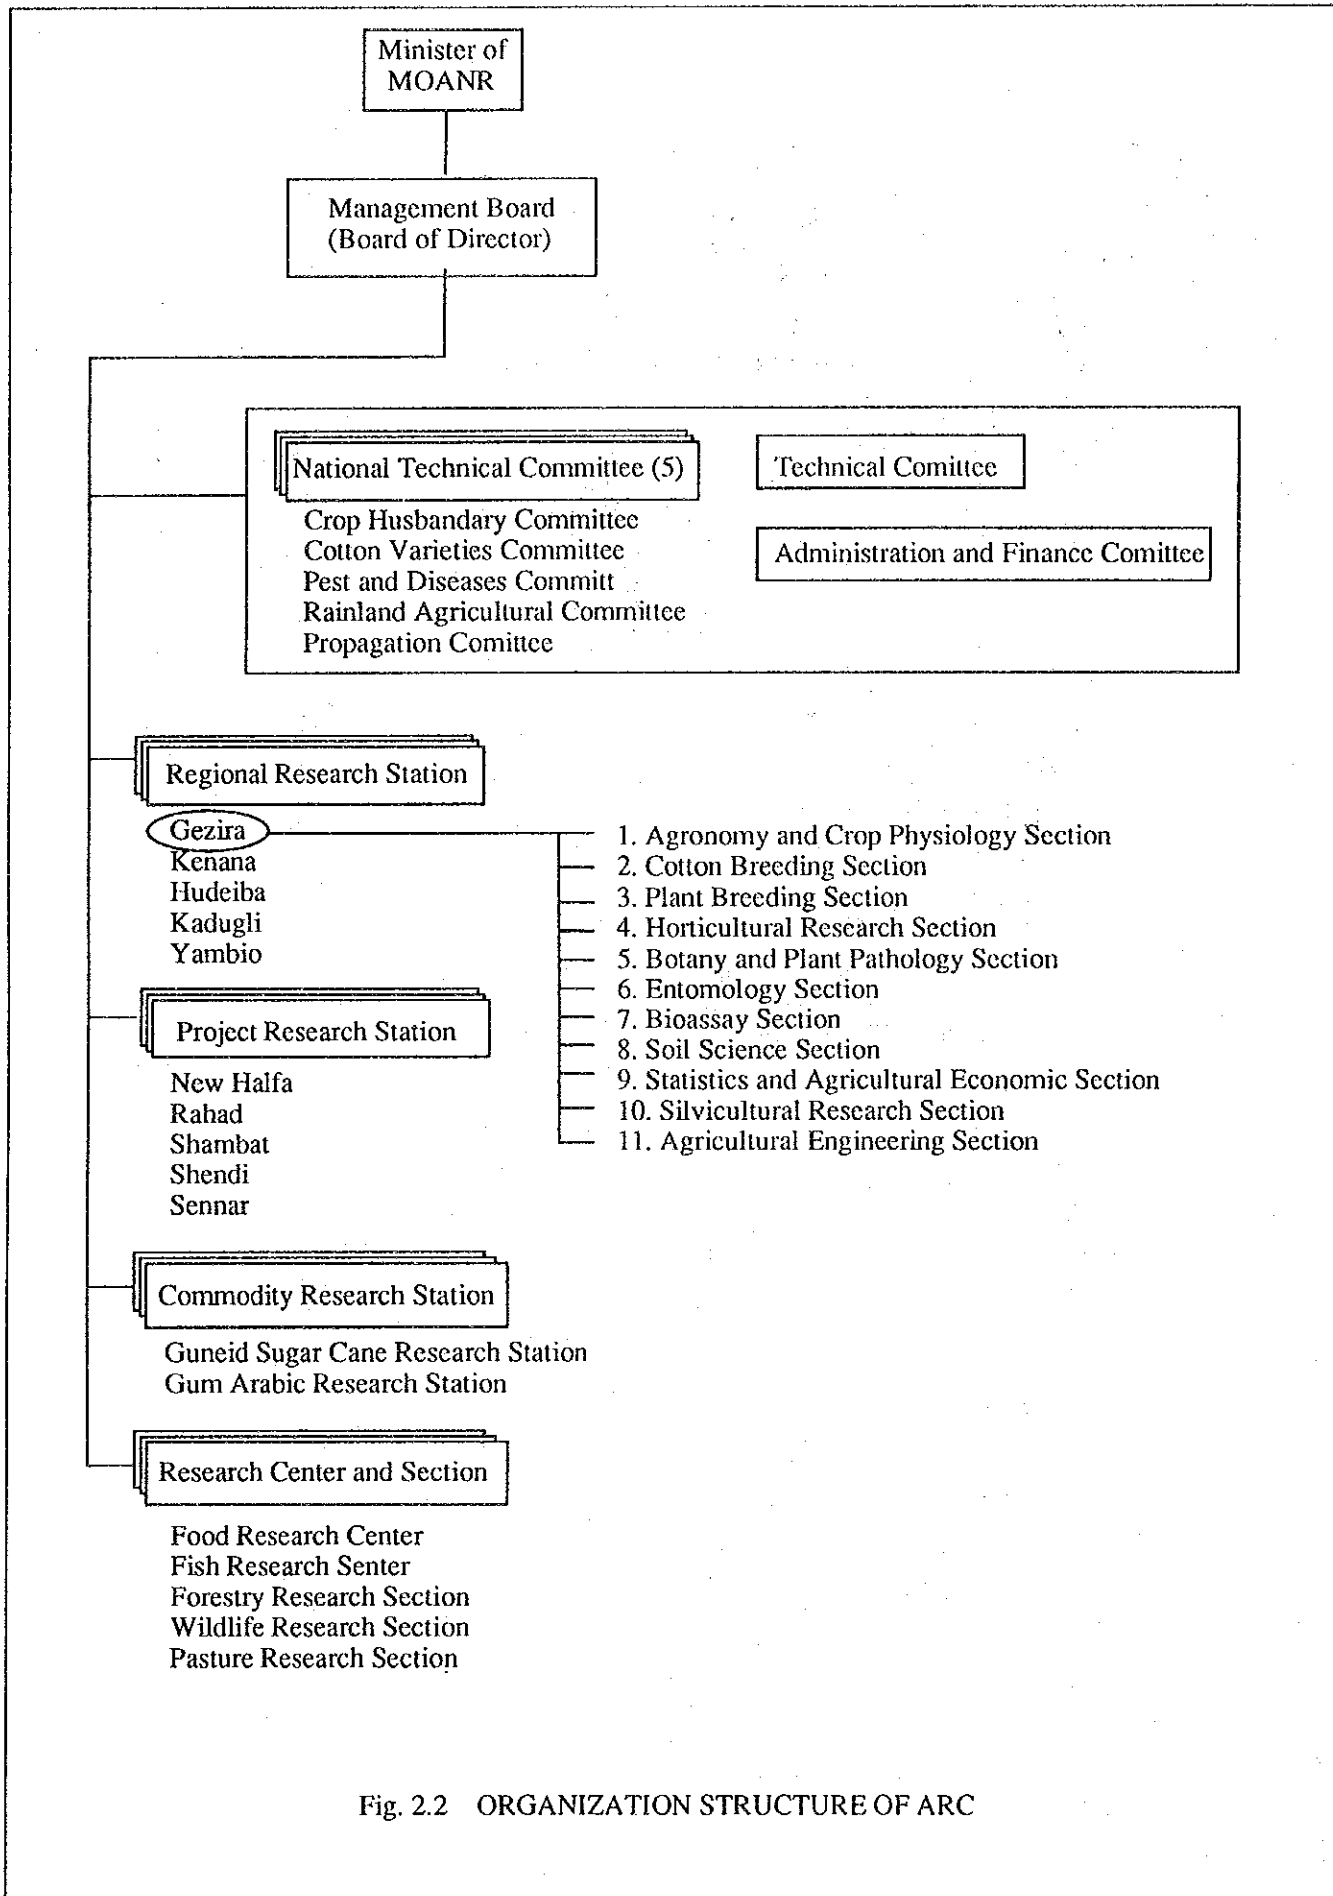 Minister of
MOANR
Management Board
(Board of Director)
National Technical Committee (5)
Crop Husbandary Committee
Cotton Varieties Committee
Pest and Diseases Committ
Rainland Agricultural Committee
Propagation Comittee
Technical Comittee
Administration and Finance Comittee
Regional Research Station
Gezira
Kenana
Hudeiba
Kadugli
Yambio
1. Agronomy and Crop Physiology Section
2. Cotton Breeding Section
3. Plant Breeding Section
4. Horticultural Research Section
5. Botany and Plant Pathology Section
6. Entomology Section
7. Bioassay Section
8. Soil Science Section
9. Statistics and Agricultural Economic Section
10. Silvicultural Research Section
11. Agricultural Engineering Section
Project Research Station
New Halfa
Rahad
Shambat
Shendi
Sennar
Commodity Research Station
Guneid Sugar Cane Research Station
Gum Arabic Research Station
Research Center and Section
Food Research Center
Fish Research Senter
Forestry Research Section
Wildlife Research Section
Pasture Research Section
Fig. 2.2 ORGANIZATION STRUCTURE OF ARC